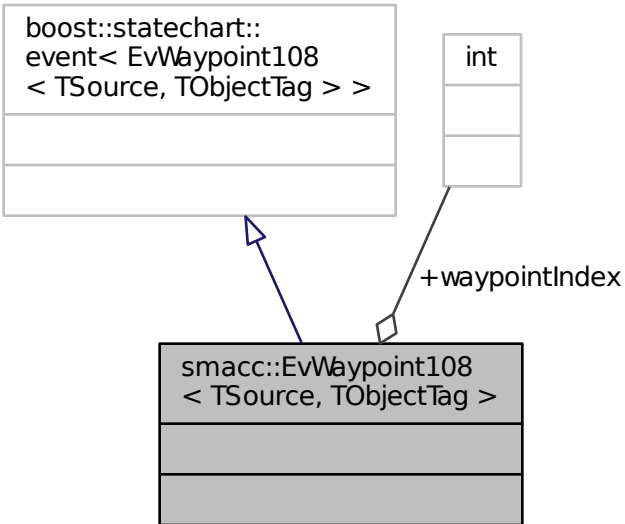 boost::statechart::
event< EvWaypoint108
< TSource, TObjectTag > >
int
+waypointIndex
smacc::EvWaypoint108
< TSource, TObjectTag >